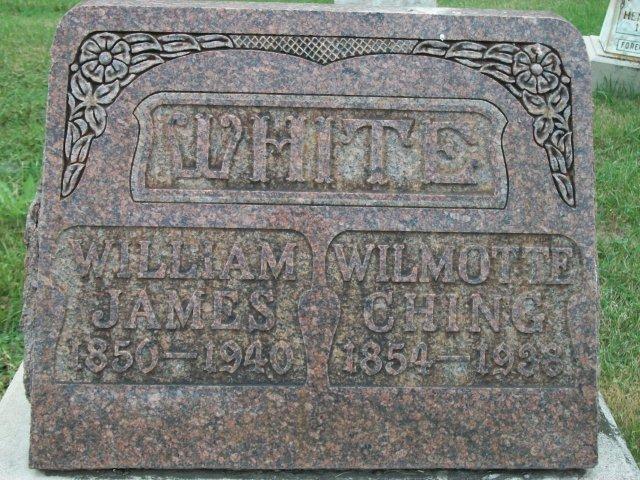 WHITE
WILLIAM
JAMES
1850—1940
WILMOTTE
CHING
1854—1938